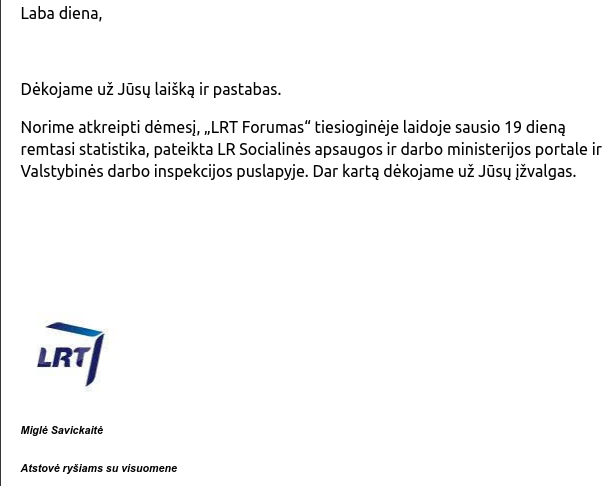 Laba diena,
Dėkojame už Jūsų laišką ir pastabas.
Norime atkreipti dėmesį, „LRT Forumas“ tiesioginėje laidoje sausio 19 dieną
remtasi statistika, pateikta LR Socialinės apsaugos ir darbo ministerijos portale ir
Valstybinės darbo inspekcijos puslapyje. Dar kartą dėkojame už Jūsų įžvalgas.
LRT
Miglė Savickaitė
Atstovė ryšiams su visuomene